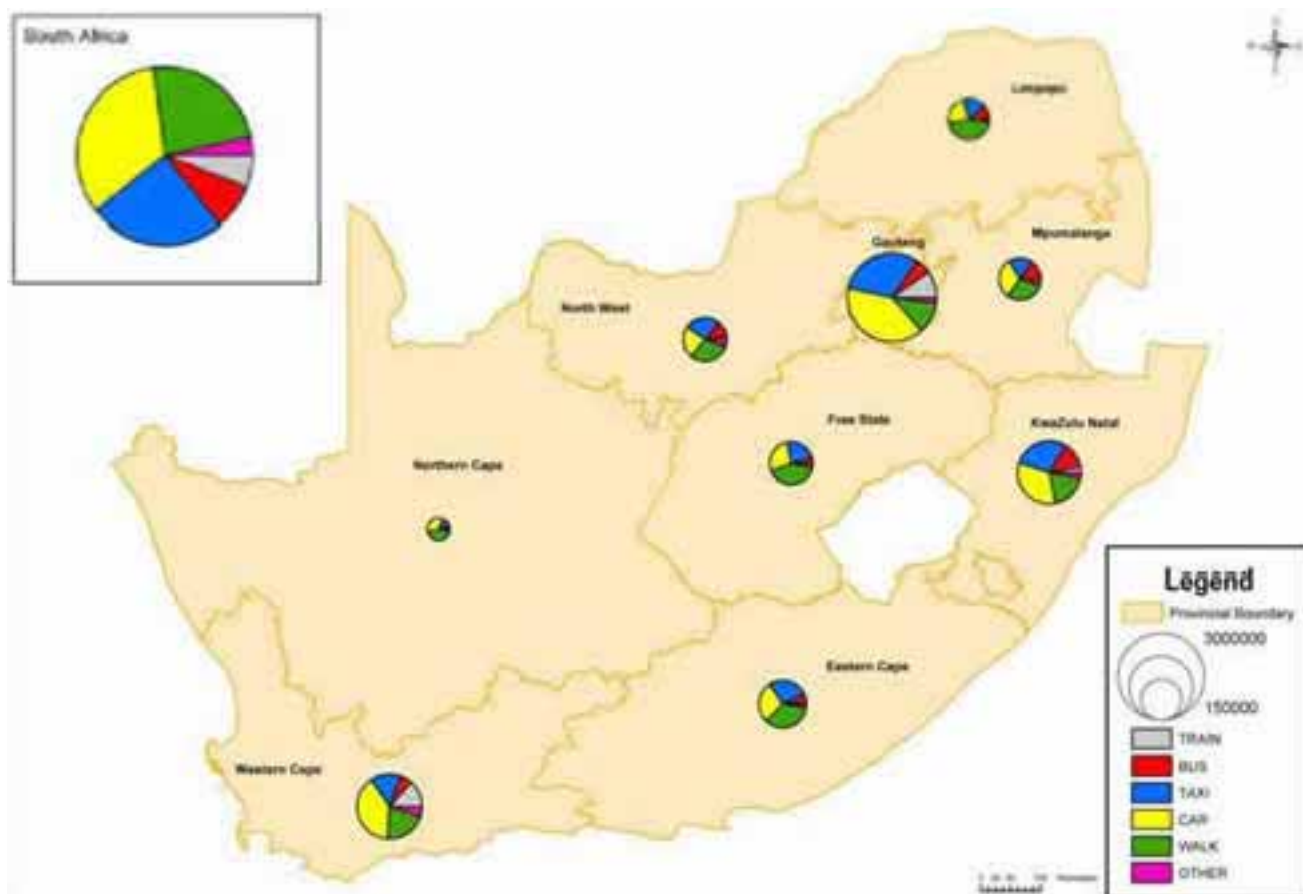 South Africa
Limpopo
Gauteng
Mpumalanga
North West
Free State
KwaZulu Natal
Northern Cape
Eastern Cape
Western Cape
Legend
Provincial Boundary
3000000
150000
TRAIN
BUS
TAXI
CAR
WALK
OTHER